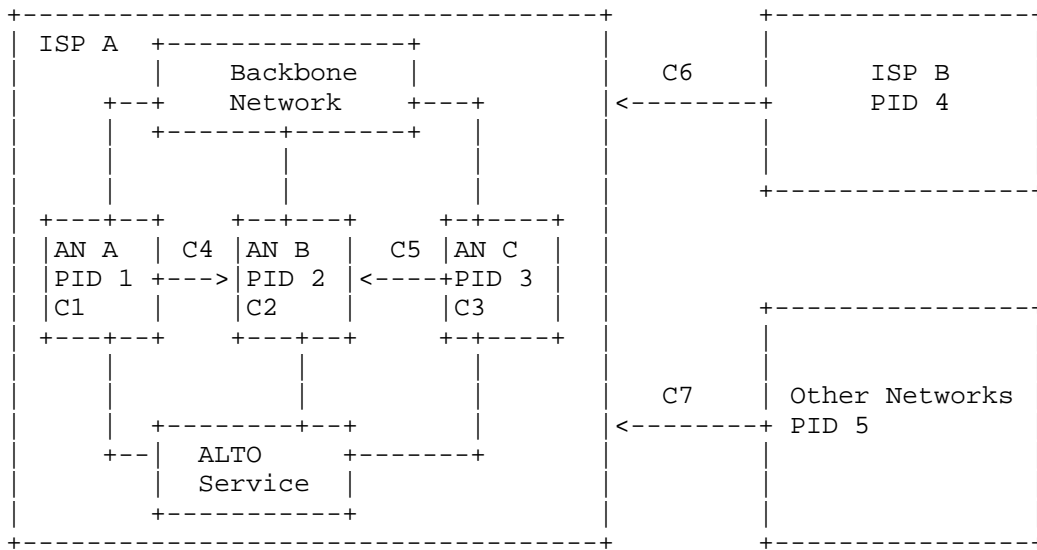 ISP A
Backbone
Network
C6
ISP B
PID 4
AN A C4 AN B C5 AN C
PID 1 PID 2 PID 3
C1 C2 C3
C7
Other Networks
PID 5
ALTO
Service